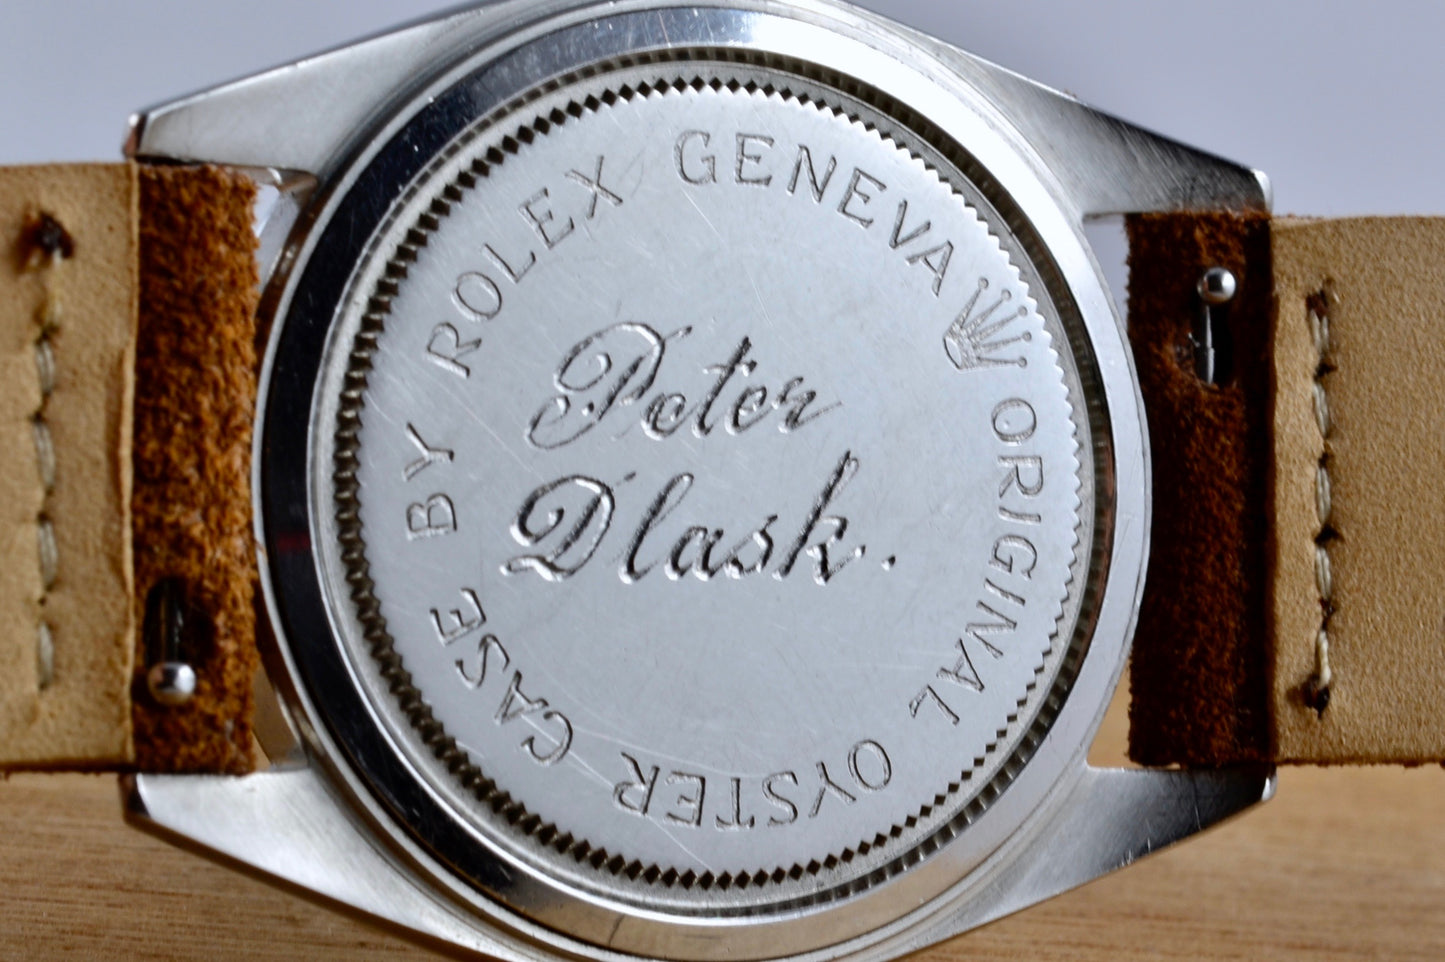 ORIGINAL OYSTER CASE BY ROLEX GENEVA
Peter
Dlask.